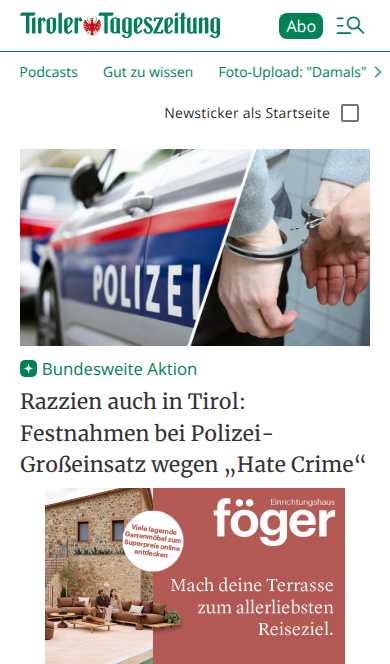 Tiroler Tageszeitung
Abo
Podcasts Gut zu wissen Foto-Upload: "Damals"
Newsticker als Startseite
POLIZEI
Bundesweite Aktion
Razzien auch in Tirol:
Festnahmen bei Polizei-
Großeinsatz wegen „Hate Crime“
Viele lagernde
Gartenmöbel zum
Superpreis online
entdecken
Einrichtungshaus
föger
Mach deine Terrasse
zum allerliebsten
Reiseziel.